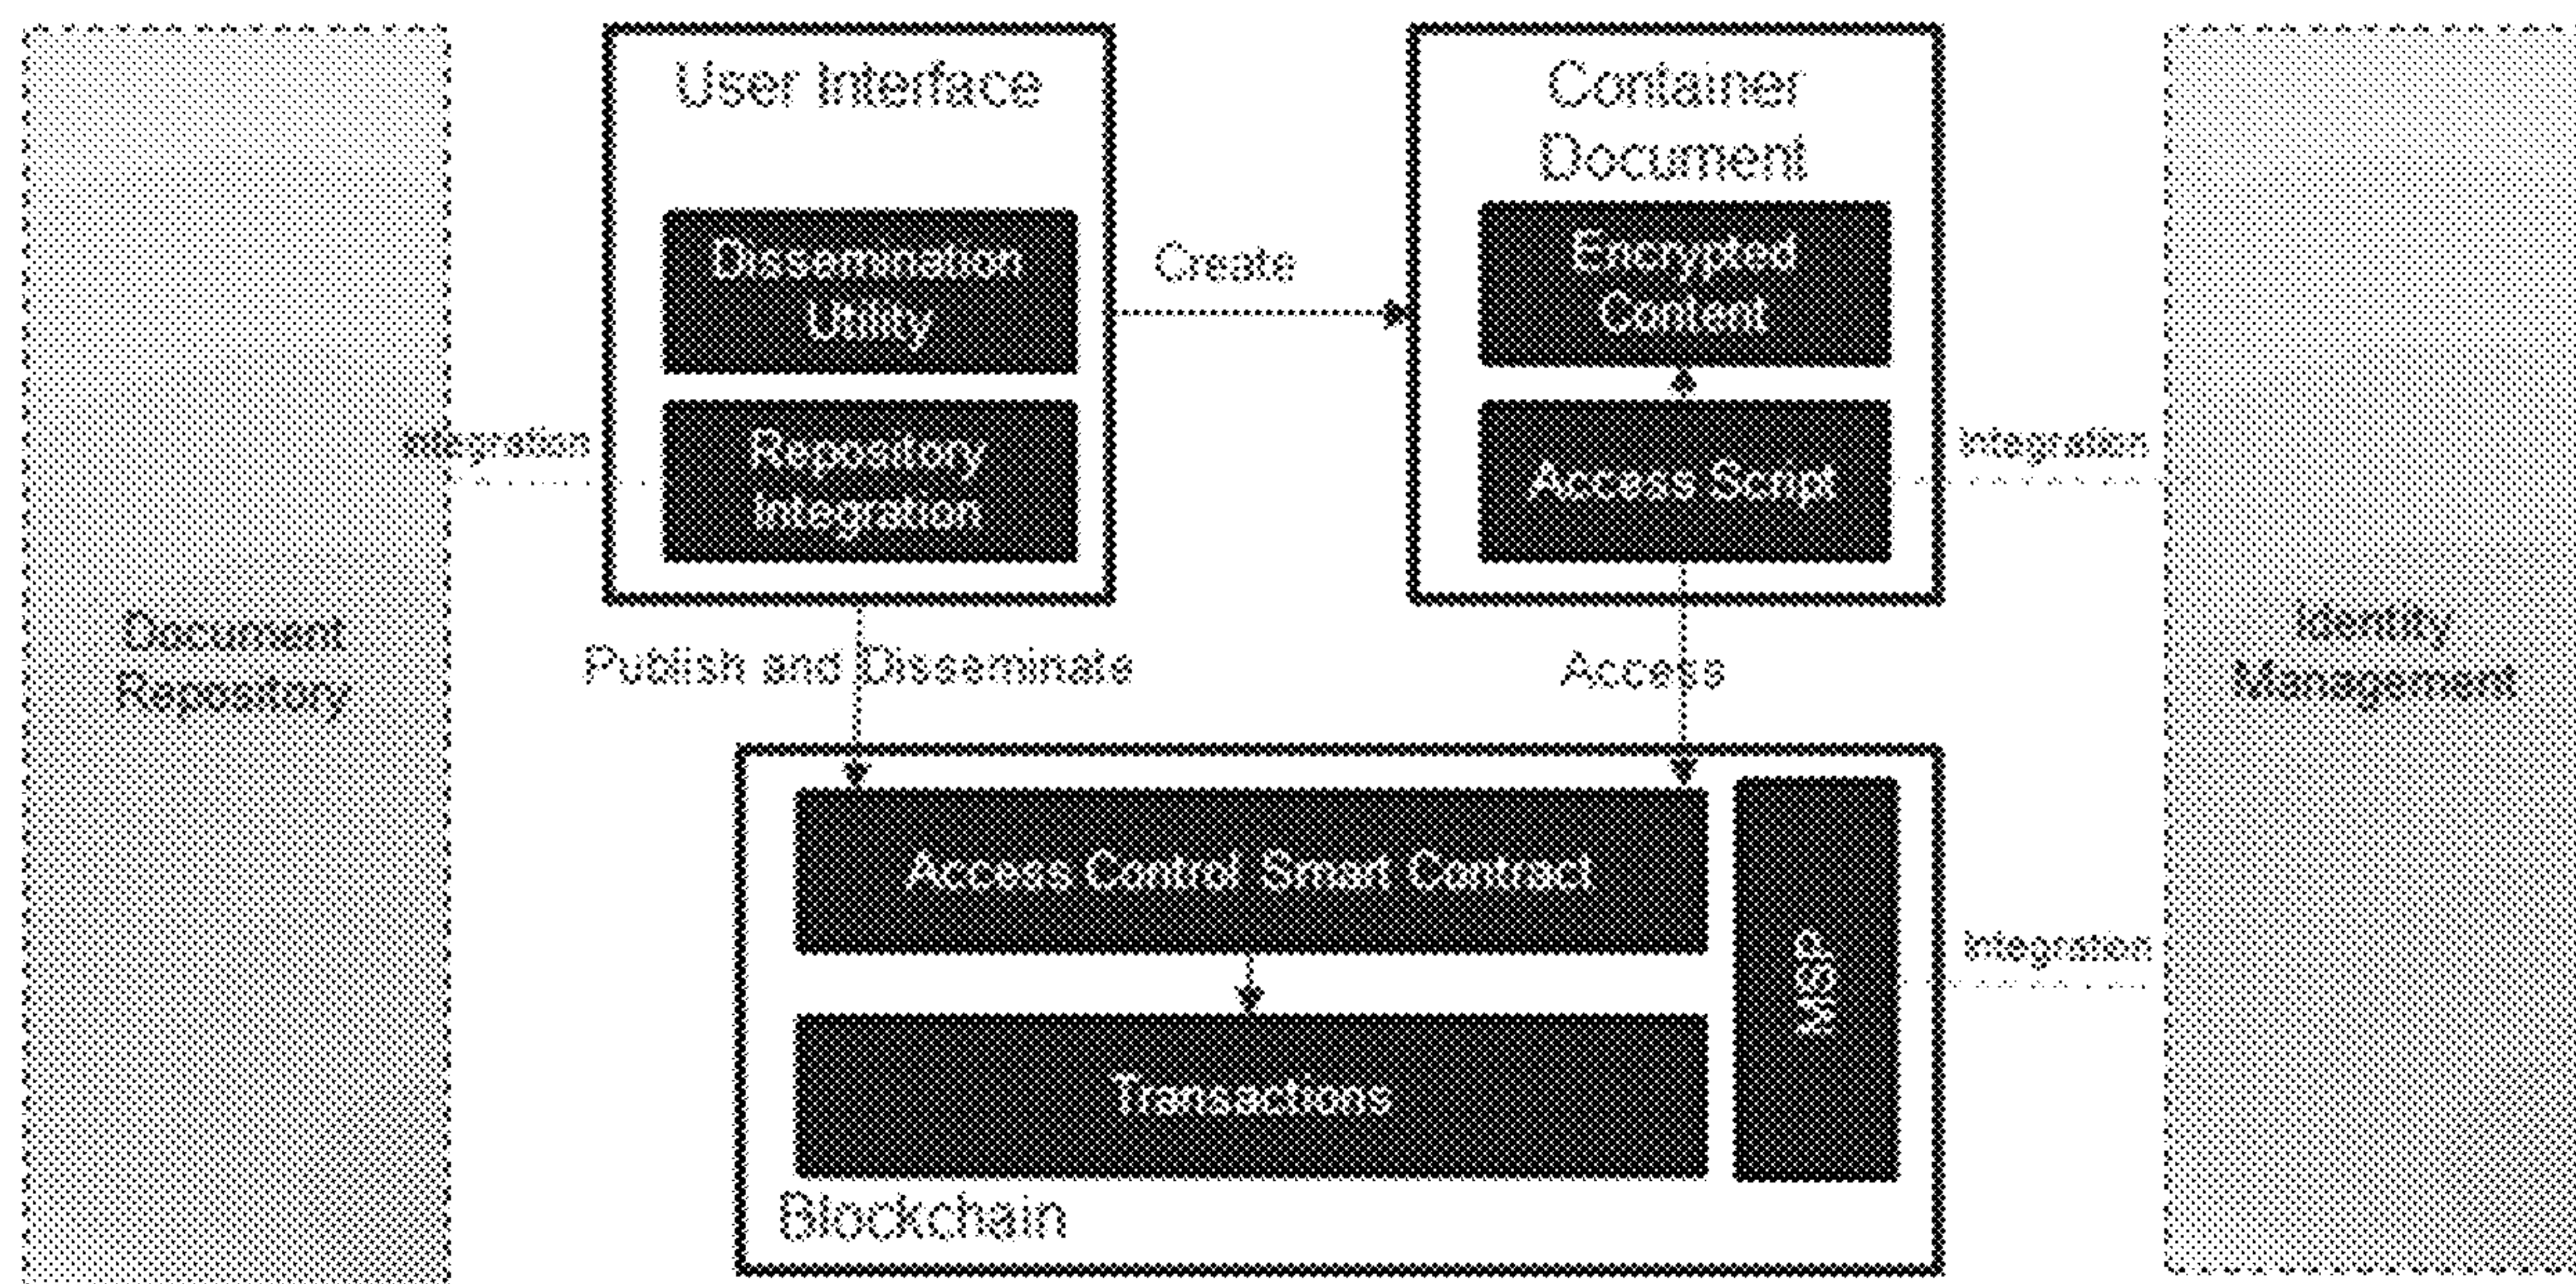 User Interface
Container
Document
Dissemination
Utility
Create
Encrypted
Content
Integration
Repository
Integration
Access Script
Integration
Document
Repository
Publish and Disseminate
Access
Identity
Management
Access Control Smart Contract
Integration
MSP
Transactions
Blockchain